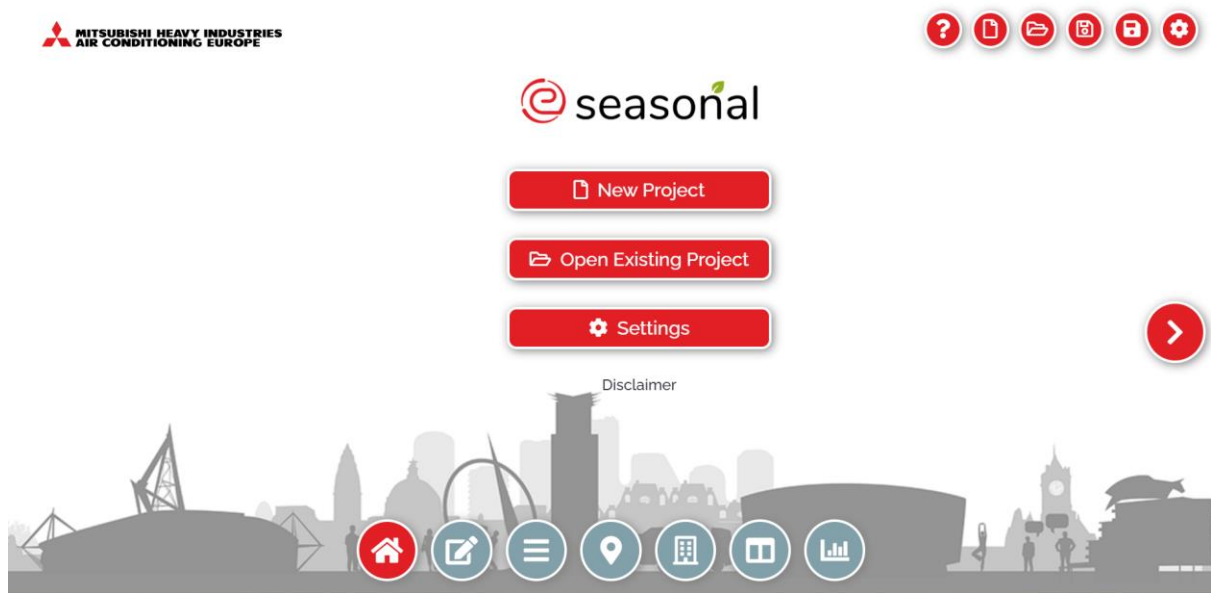 MITSUBISHI HEAVY INDUSTRIES
AIR CONDITIONING EUROPE
seasonal
New Project
Open Existing Project
Settings
Disclaimer